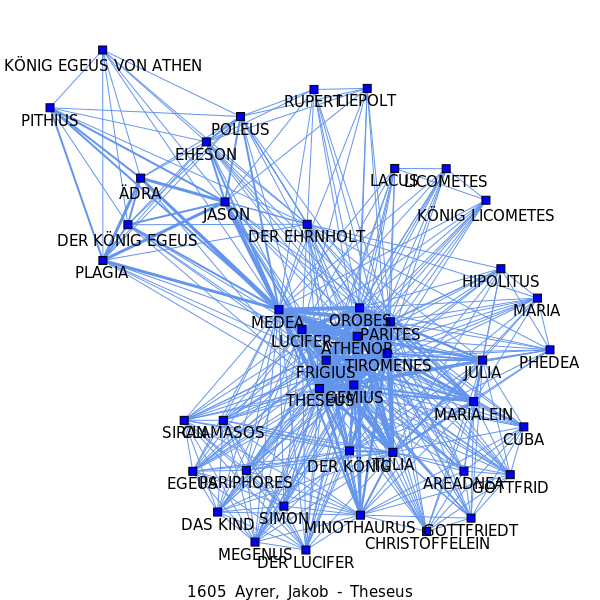 KÖNIG EGEUS VON ATHEN
RUPERT
LIEPOLT
PITHIUS
POLEUS
EHESON
LACUS
LICOMETES
ÄDRA
JASON
KÖNIG LICOMETES
DER KÖNIG EGEUS
DER EHRNHOLT
PLAGIA
HIPOLITUS
MARIA
MEDEA
OROBES
PARITES
LUCIFER
ATHENOR
PHEDEA
FRIGIUS
TIROMENES
JULIA
THESEUS
GEMIUS
MARIALEIN
DAMASOS
CUBA
DER KÖNIG
TULIA
EGEUS
PARIPHORES
AREADNEA
GOTTFRID
DAS KIND
SIMON
MINOTHAURUS
GOTTFRIEDT
CHRISTOFFELEIN
MEGENUS
DER LUCIFER
1605 Ayrer, Jakob - Theseus